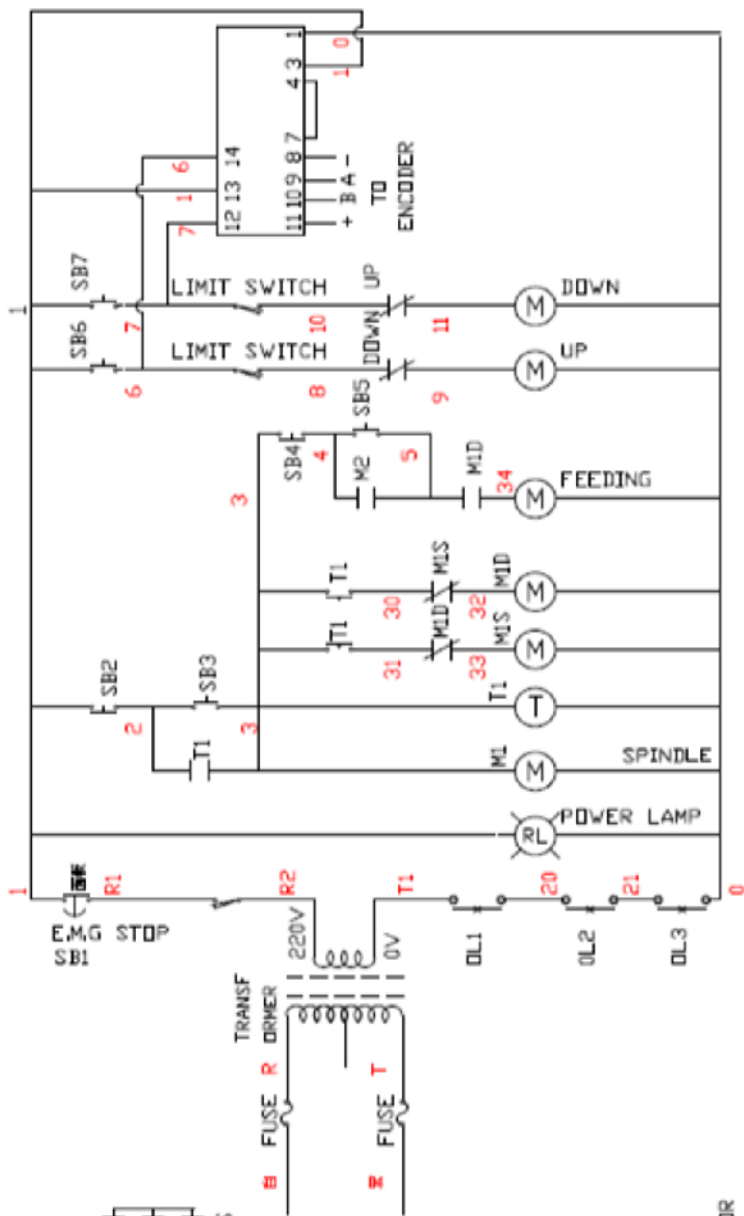 1
0
3
1
4
7
14
6
8
-
13
1
9
A
10
B
12
7
11
+
TO
ENCODER
1
SB7
7
LIMIT SWITCH
10
UP
11
M
DOWN
SB6
6
LIMIT SWITCH
8
DOWN
9
M
UP
3
SB4
4
SB5
5
M2
M1D
34
M
FEEDING
T1
30
M1S
32
M1D
M
T1
31
M1D
33
M1S
M
SB2
2
SB3
3
T1
T
T1
M1
M
SPINDLE
RL
POWER LAMP
1
R1
R2
T1
20
21
0
E.M.G STOP
SB1
220V
0V
OL1
OL2
OL3
TRANSF
ORMER
R
T
FUSE
FUSE
OR